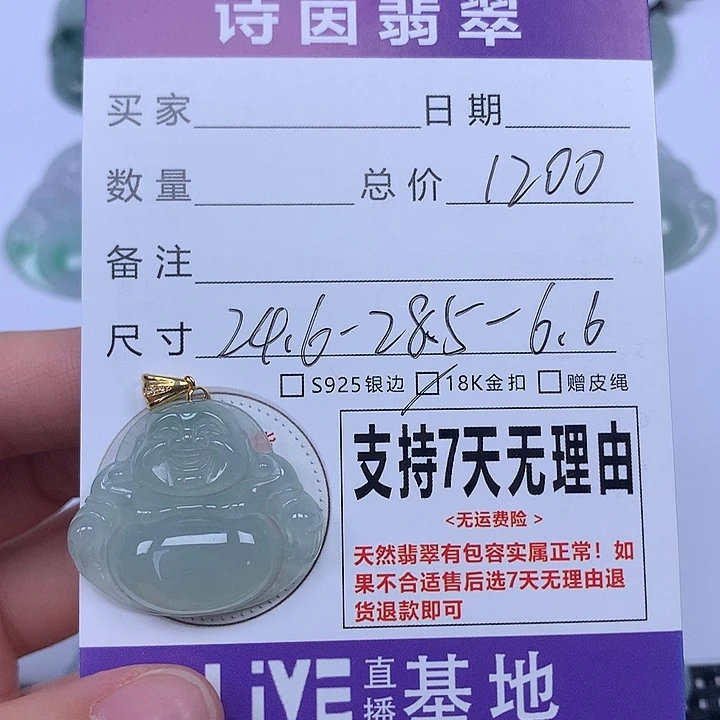 诗因翡翠
买家 日期
数量 总价 1200
备注
尺寸 24.6-28.5-6.6
S925银边 18K金扣 赠皮绳
支持7天无理由
<无运费险>
天然翡翠有包容实属正常！如
果不合适售后选7天无理由退
货退款即可
LiVE直播基地